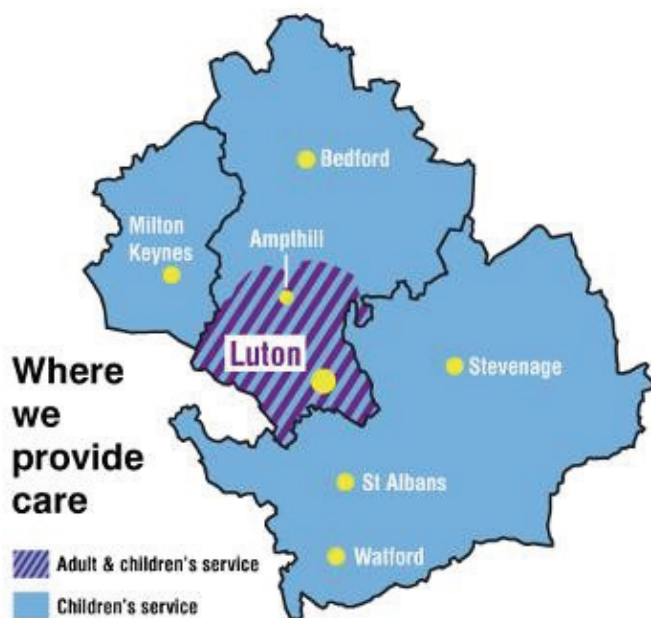 Bedford
Milton
Keynes
Ampthill
Luton
Stevenage
Where
we
provide
care
St Albans
Watford
Adult & children's service
Children's service